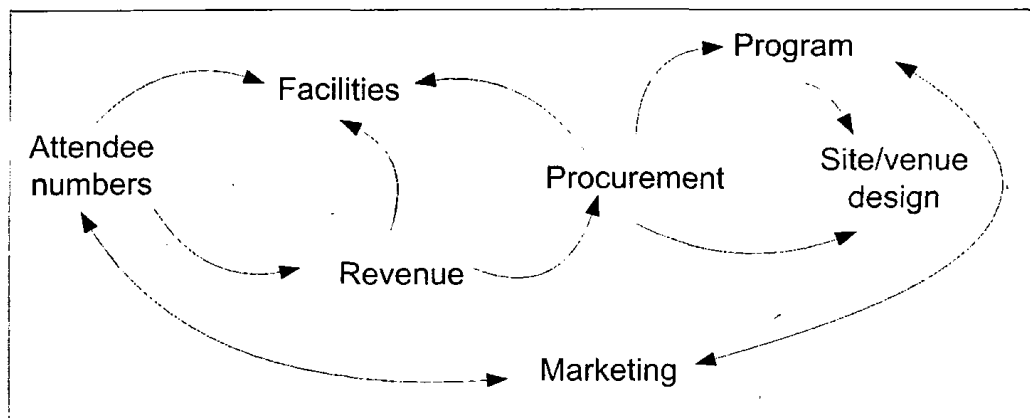 Program
Facilities
Attendee
numbers
Procurement
Site/venue
design
Revenue
Marketing